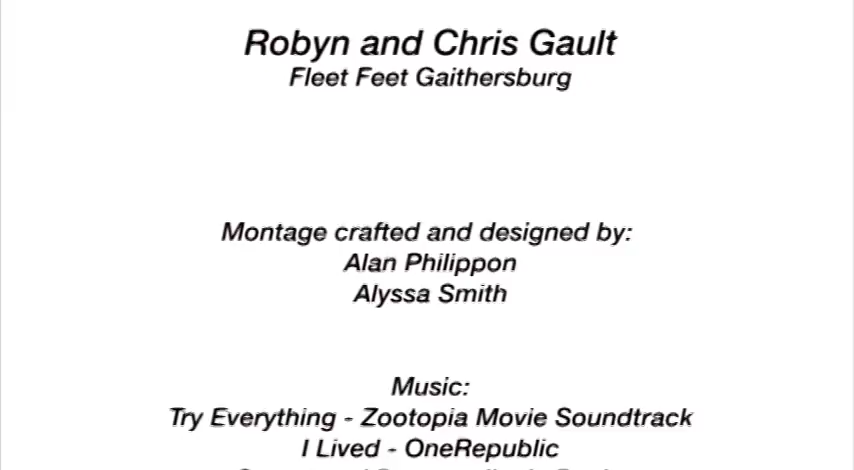 Robyn and Chris Gault
Fleet Feet Gaithersburg
Montage crafted and designed by:
Alan Philippon
Alyssa Smith
Music:
Try Everything - Zootopia Movie Soundtrack
I Lived - OneRepublic